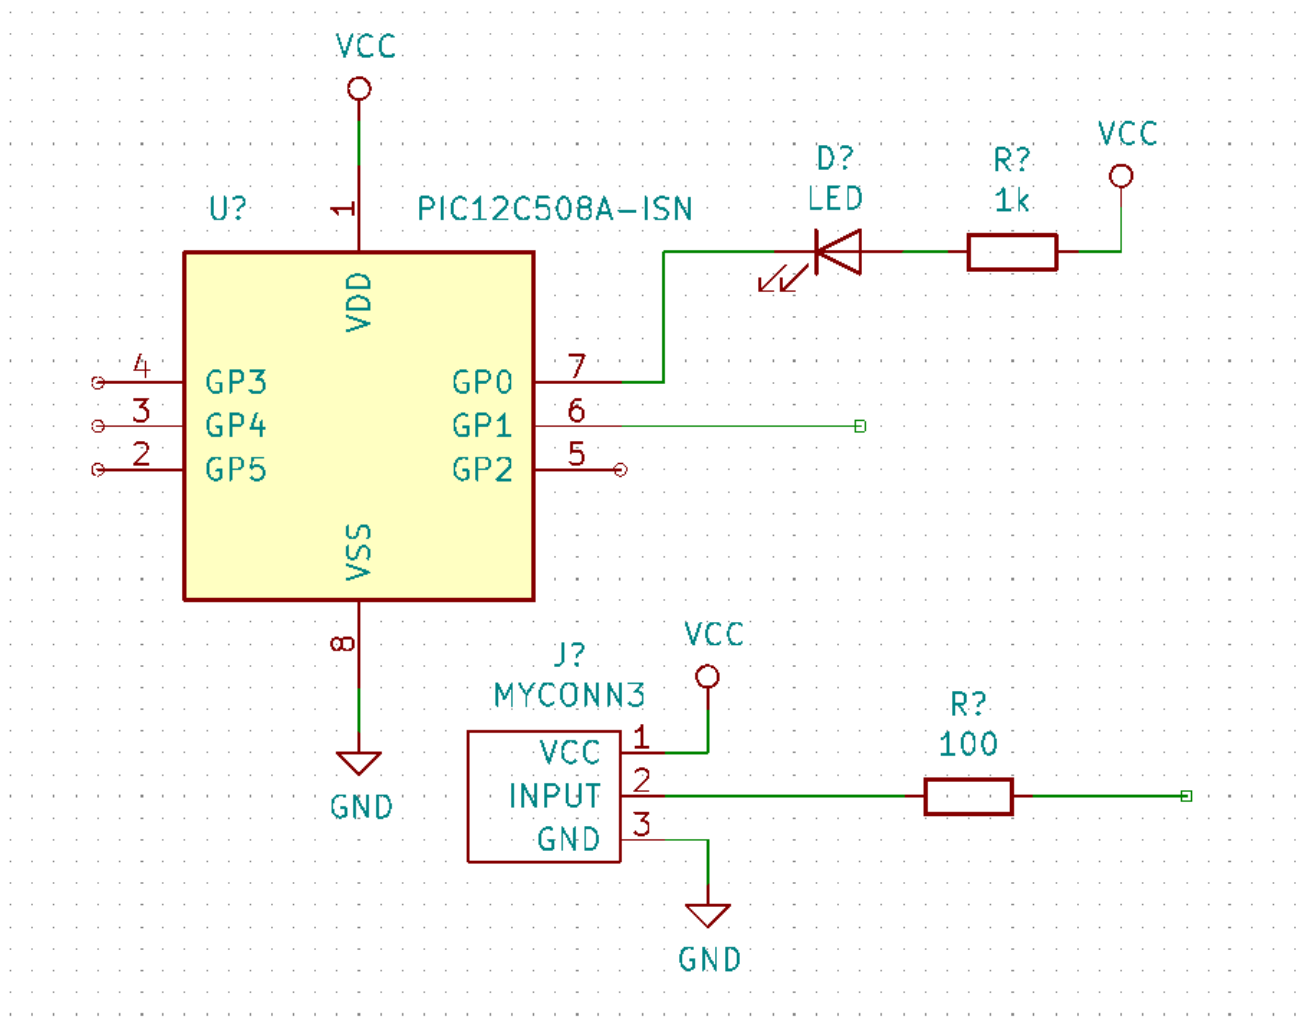 VCC
VCC
D?
R?
LED
1k
U?
1
PIC12C508A-ISN
VDD
4
GP3
GP0
7
3
GP4
GP1
6
2
GP5
GP2
5
VSS
8
GND
J?
MYCONN3
VCC
VCC
1
INPUT
2
GND
3
GND
R?
100